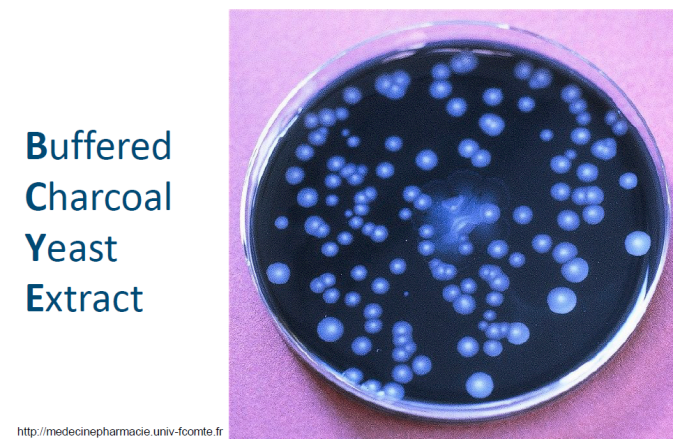 Buffered
Charcoal
Yeast
Extract
http://medecinepharmacie.univ-fcomte.fr